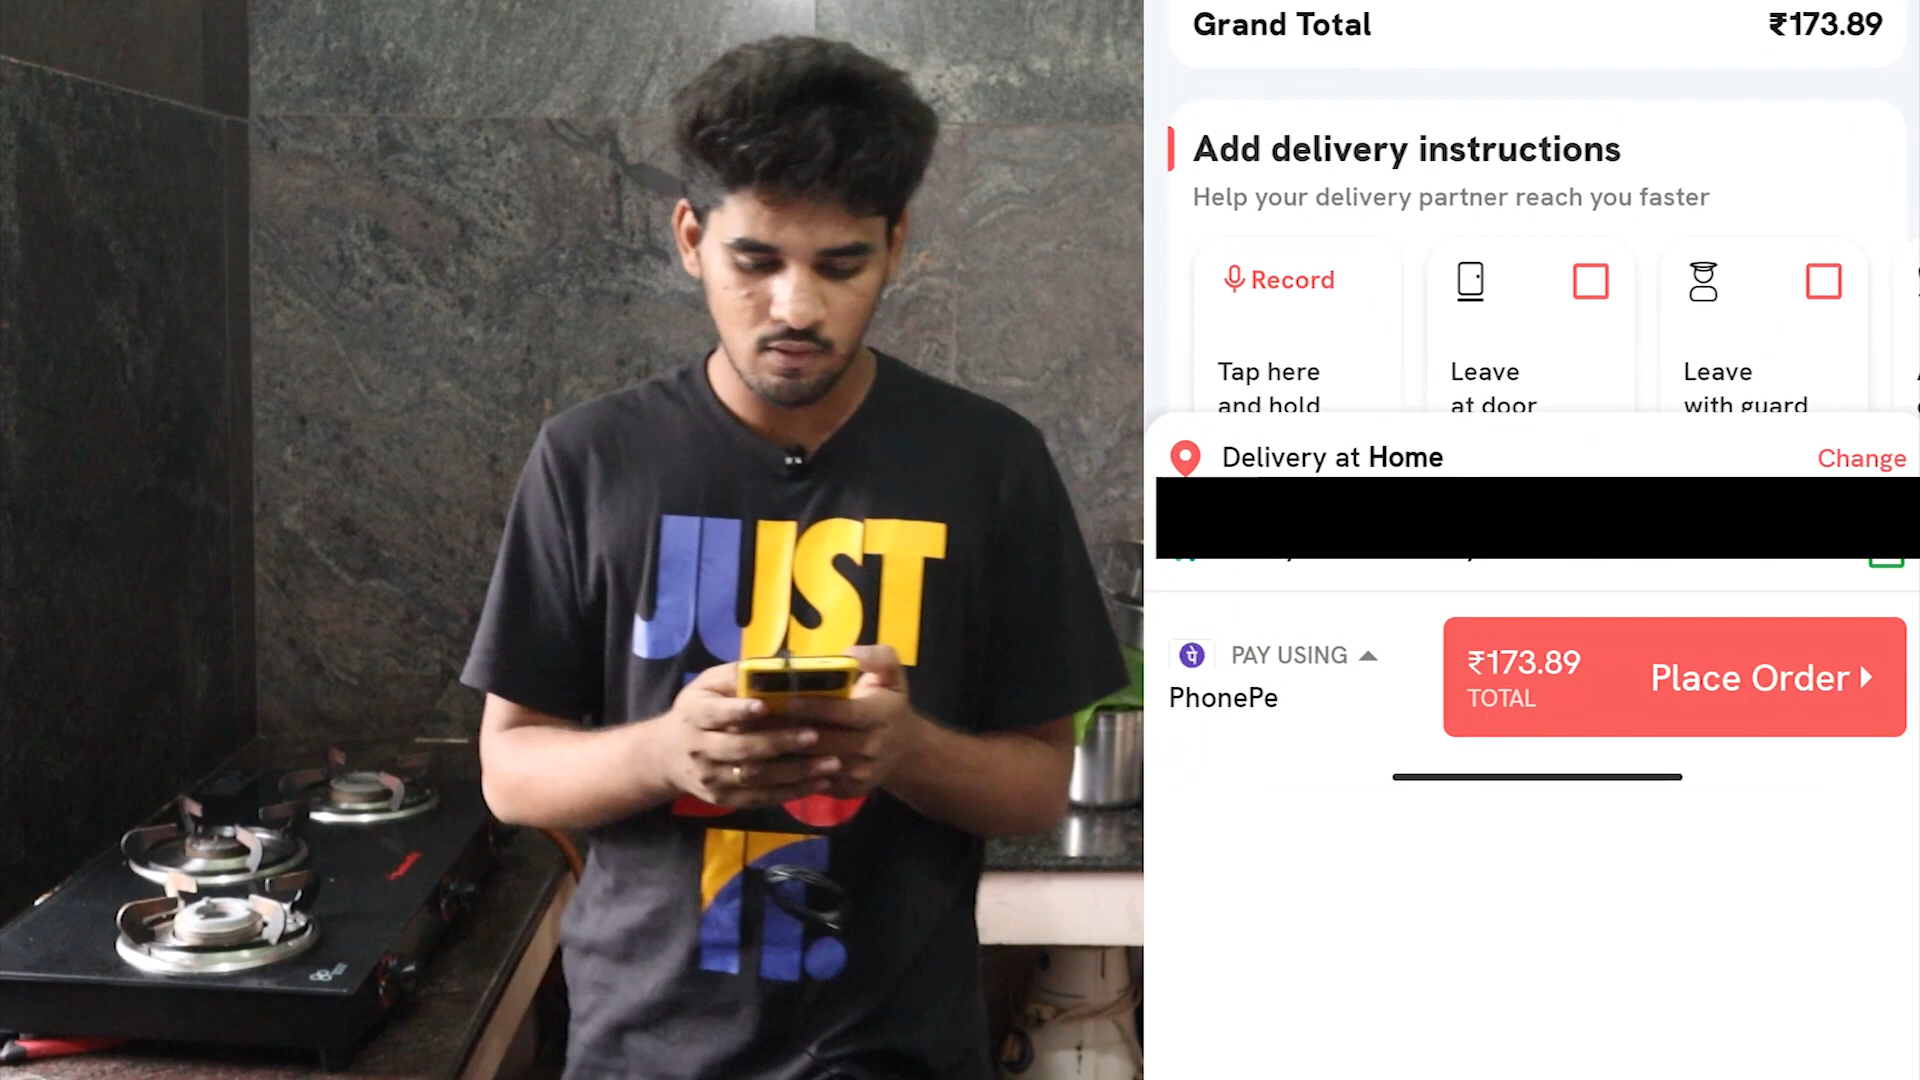 JUST
IT.
Grand Total ₹173.89
Add delivery instructions
Help your delivery partner reach you faster
Record
Tap here
and hold
Leave
at door
Leave
with guard
Delivery at Home Change
पे PAY USING
PhonePe
₹173.89
TOTAL
Place Order